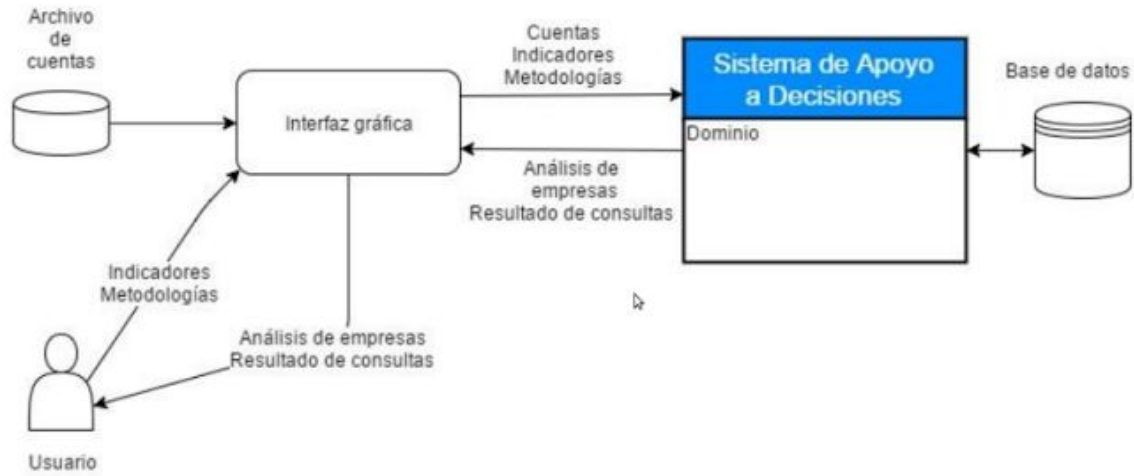 Archivo
de
cuentas
Interfaz gráfica
Cuentas
Indicadores
Metodologías
Sistema de Apoyo
a Decisiones
Dominio
Base de datos
Análisis de
empresas
Resultado de consultas
Indicadores
Metodologías
Análisis de empresas
Resultado de consultas
Usuario